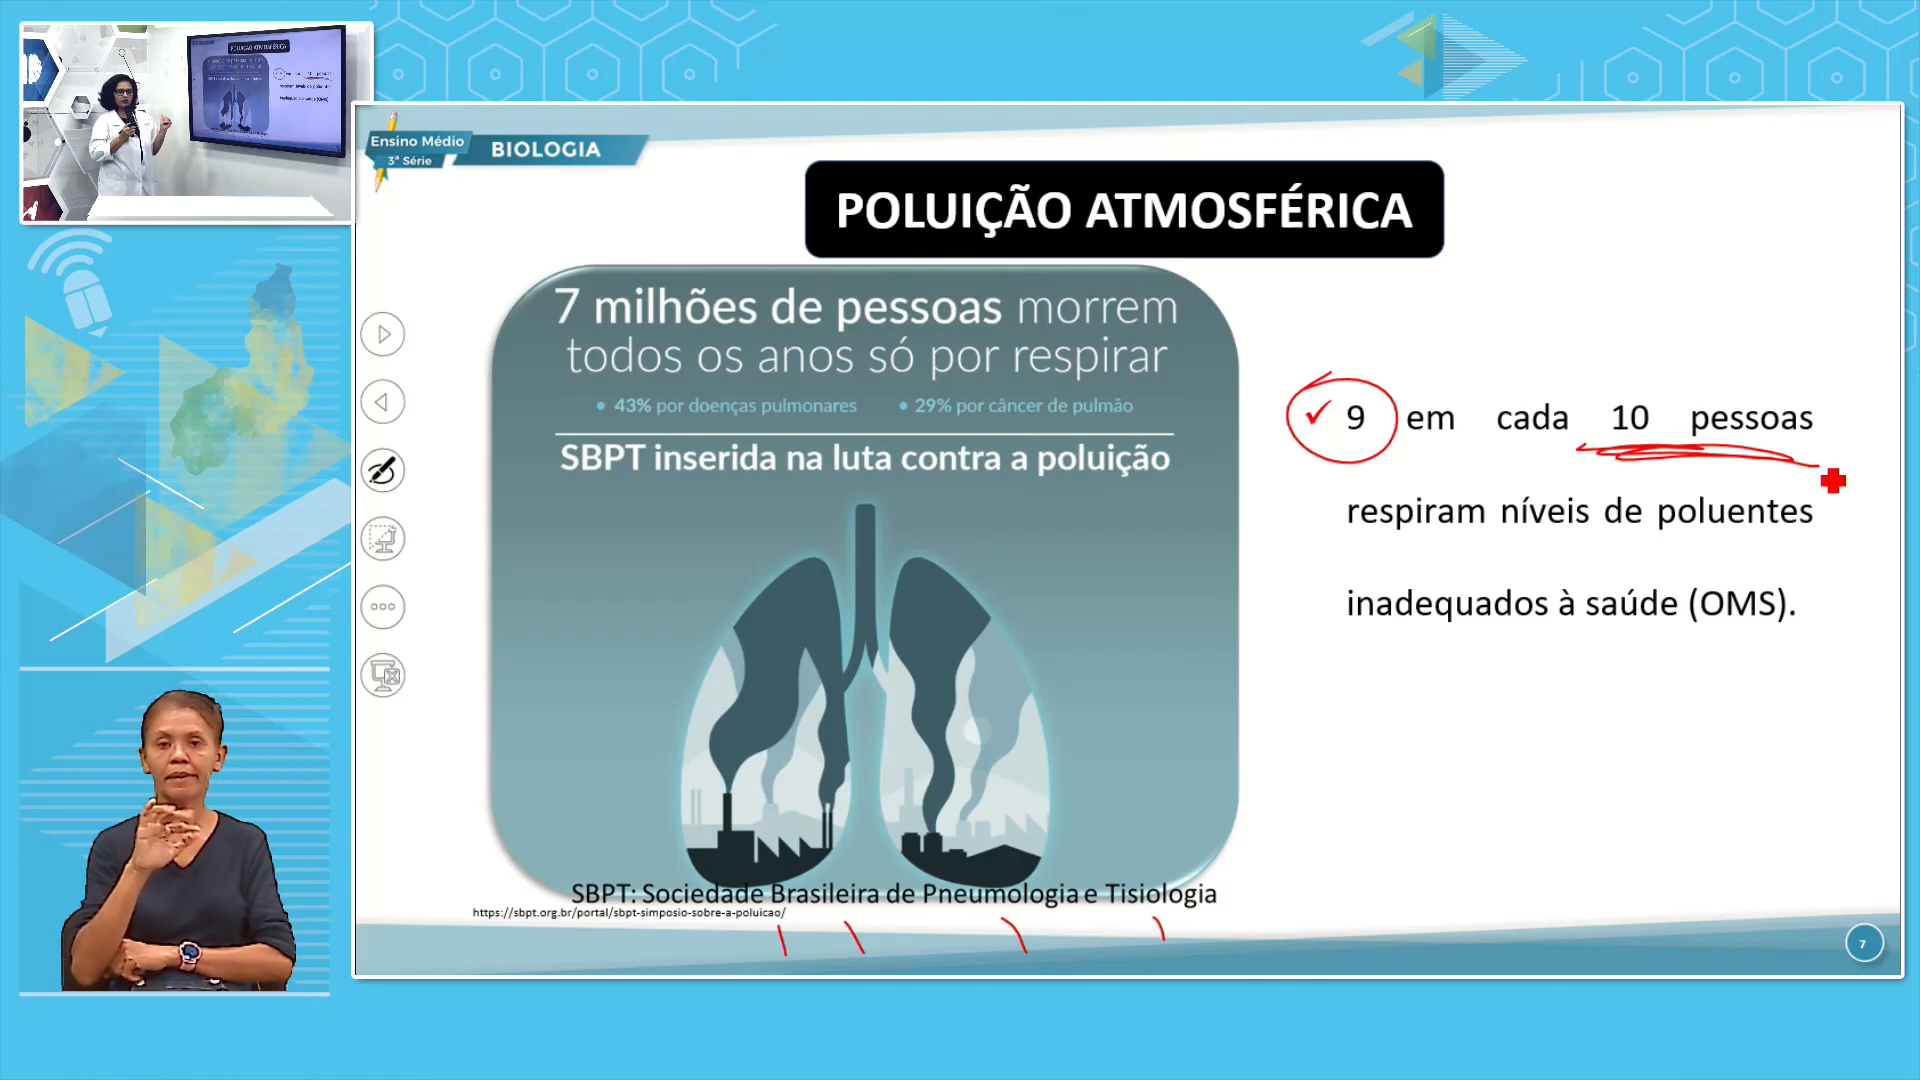 POLUIÇÃO ATMOSFÉRICA
Ensino Médio
3ª Série
BIOLOGIA
POLUIÇÃO ATMOSFÉRICA
7 milhões de pessoas morrem
todos os anos só por respirar
• 43% por doenças pulmonares • 29% por câncer de pulmão
SBPT inserida na luta contra a poluição
SBPT: Sociedade Brasileira de Pneumologia e Tisiologia
https://sbpt.org.br/portal/sbpt-simposio-sobre-a-poluicao/
✓ 9 em cada 10 pessoas
respiram níveis de poluentes
inadequados à saúde (OMS).
7